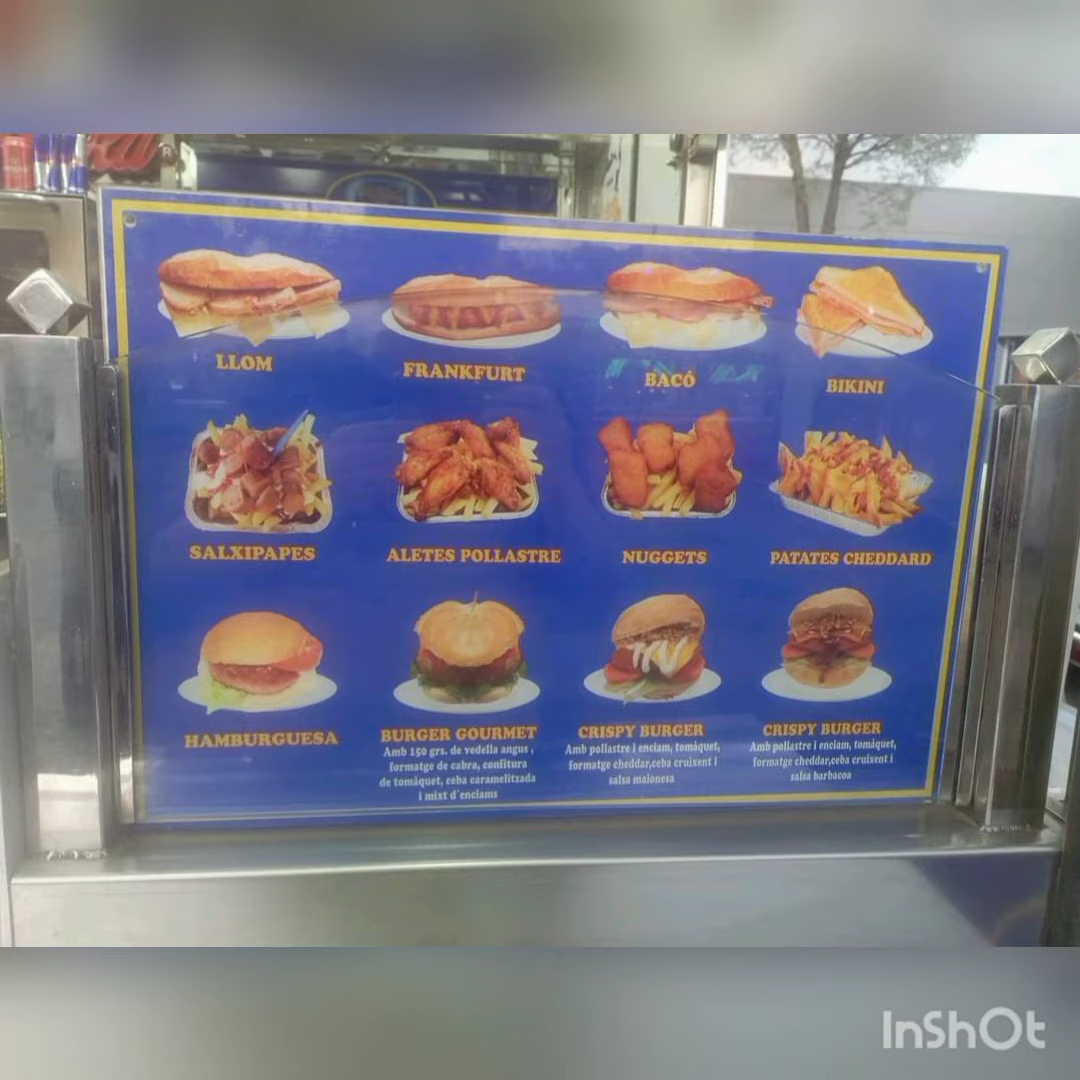 LLOM
FRANKFURT
BACÓ
BIKINI
SALXIPAPES
ALETES POLLASTRE
NUGGETS
PATATES CHEDDARD
HAMBURGUESA
BURGER GOURMET
Amb 150 grs. de vedella angus ,
formatge de cabra, confitura
de tomàquet, ceba caramelitzada
i mixt d´enciams
CRISPY BURGER
Amb pollastre i enciam, tomàquet,
formatge cheddar,ceba cruixent i
salsa maionesa
CRISPY BURGER
Amb pollastre i enciam, tomàquet,
formatge cheddar,ceba cruixent i
salsa barbacoa
InShOt